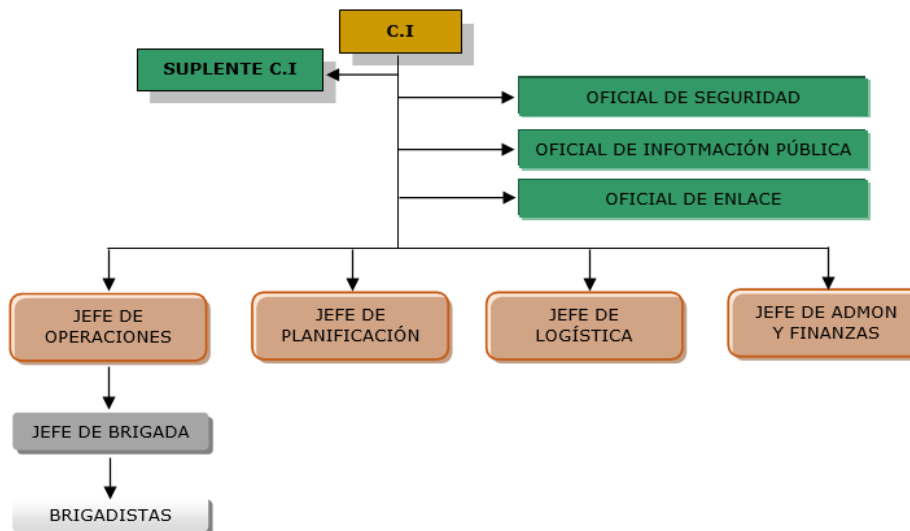 C.I
SUPLENTE C.I
OFICIAL DE SEGURIDAD
OFICIAL DE INFOTMACIÓN PÚBLICA
OFICIAL DE ENLACE
JEFE DE
OPERACIONES
JEFE DE
PLANIFICACIÓN
JEFE DE
LOGÍSTICA
JEFE DE ADMON
Y FINANZAS
JEFE DE BRIGADA
BRIGADISTAS